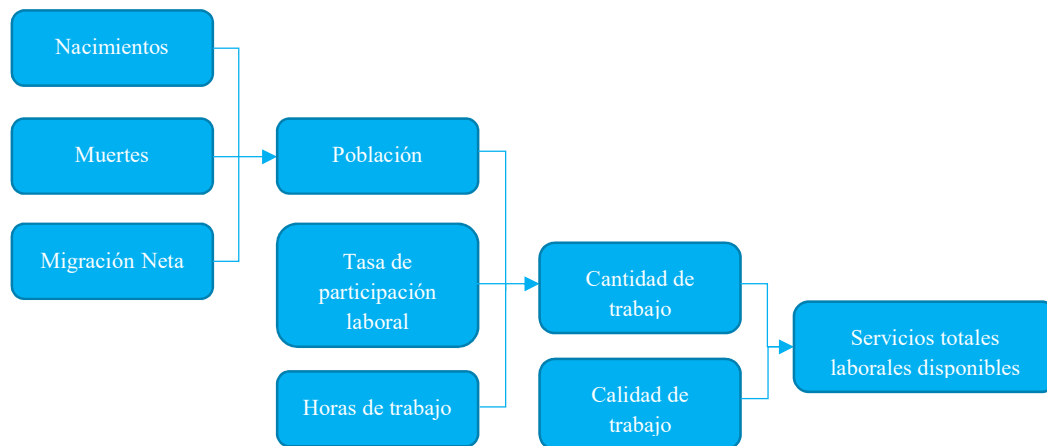 Nacimientos
Muertes
Migración Neta
Población
Tasa de
participación
laboral
Horas de trabajo
Cantidad de
trabajo
Calidad de
trabajo
Servicios totales
laborales disponibles